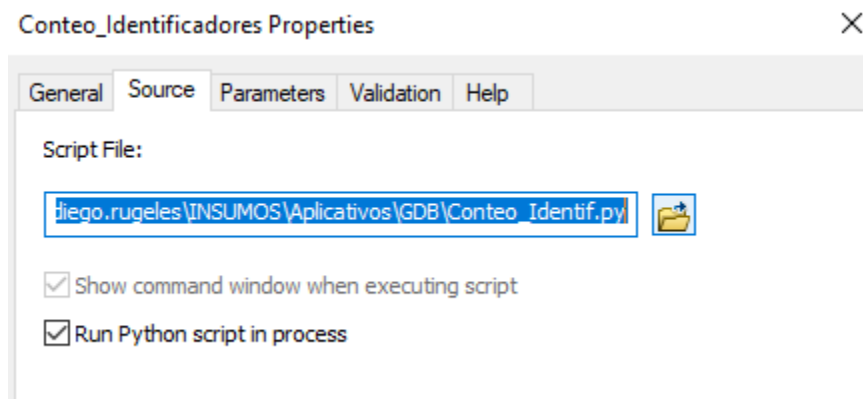 Conteo_Identificadores Properties
General Source Parameters Validation Help
Script File:
diego.rugeles\INSUMOS\Aplicativos\GDB\Conteo_Identif.py
Show command window when executing script
Run Python script in process